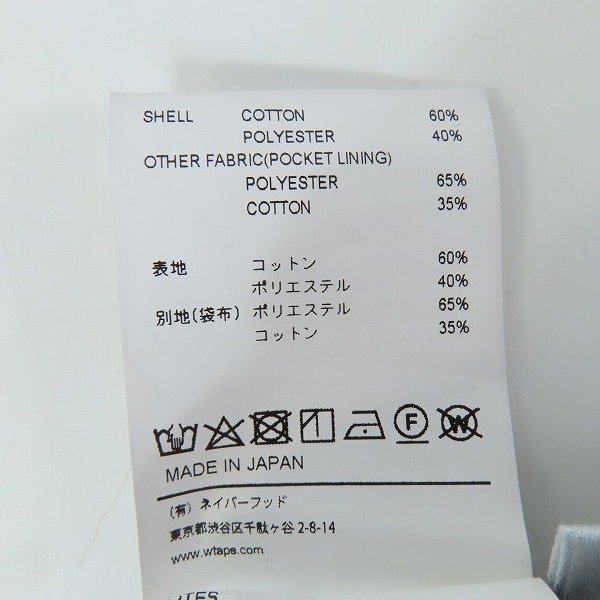 SHELL COTTON 60%
POLYESTER 40%
OTHER FABRIC(POCKET LINING)
POLYESTER 65%
COTTON 35%
表地 コットン 60%
ポリエステル 40%
別地(袋布) ポリエステル 65%
コットン 35%
F W
MADE IN JAPAN
(有) ネイバーフッド
東京都渋谷区千駄ヶ谷 2-8-14
www.wtaps.com